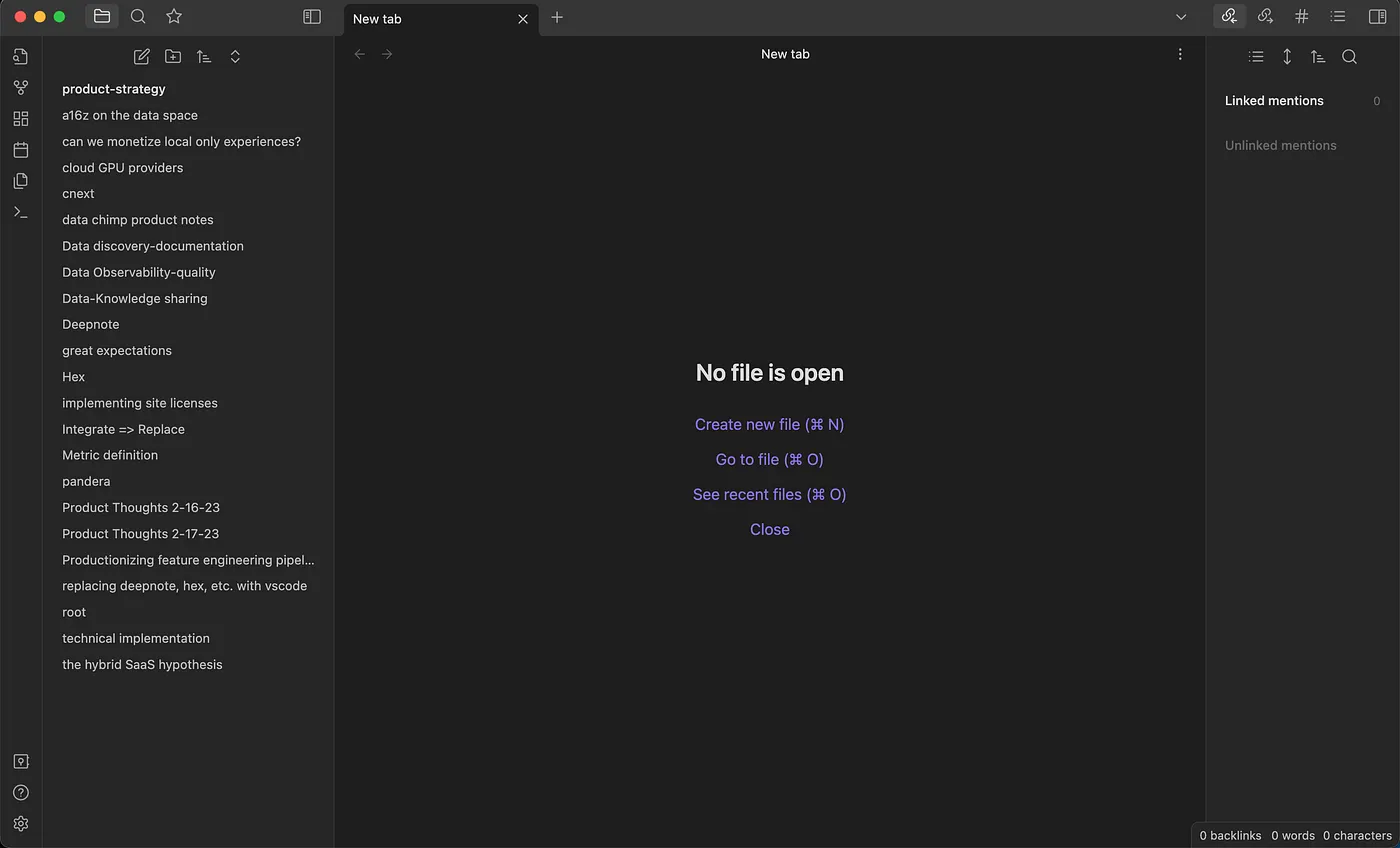 New tab
product-strategy
a16z on the data space
can we monetize local only experiences?
cloud GPU providers
cnext
data chimp product notes
Data discovery-documentation
Data Observability-quality
Data-Knowledge sharing
Deepnote
great expectations
Hex
implementing site licenses
Integrate => Replace
Metric definition
pandera
Product Thoughts 2-16-23
Product Thoughts 2-17-23
Productionizing feature engineering pipel...
replacing deepnote, hex, etc. with vscode
root
technical implementation
the hybrid SaaS hypothesis
New tab
No file is open
Create new file (⌘ N)
Go to file (⌘ O)
See recent files (⌘ O)
Close
Linked mentions 0
Unlinked mentions
0 backlinks 0 words 0 characters